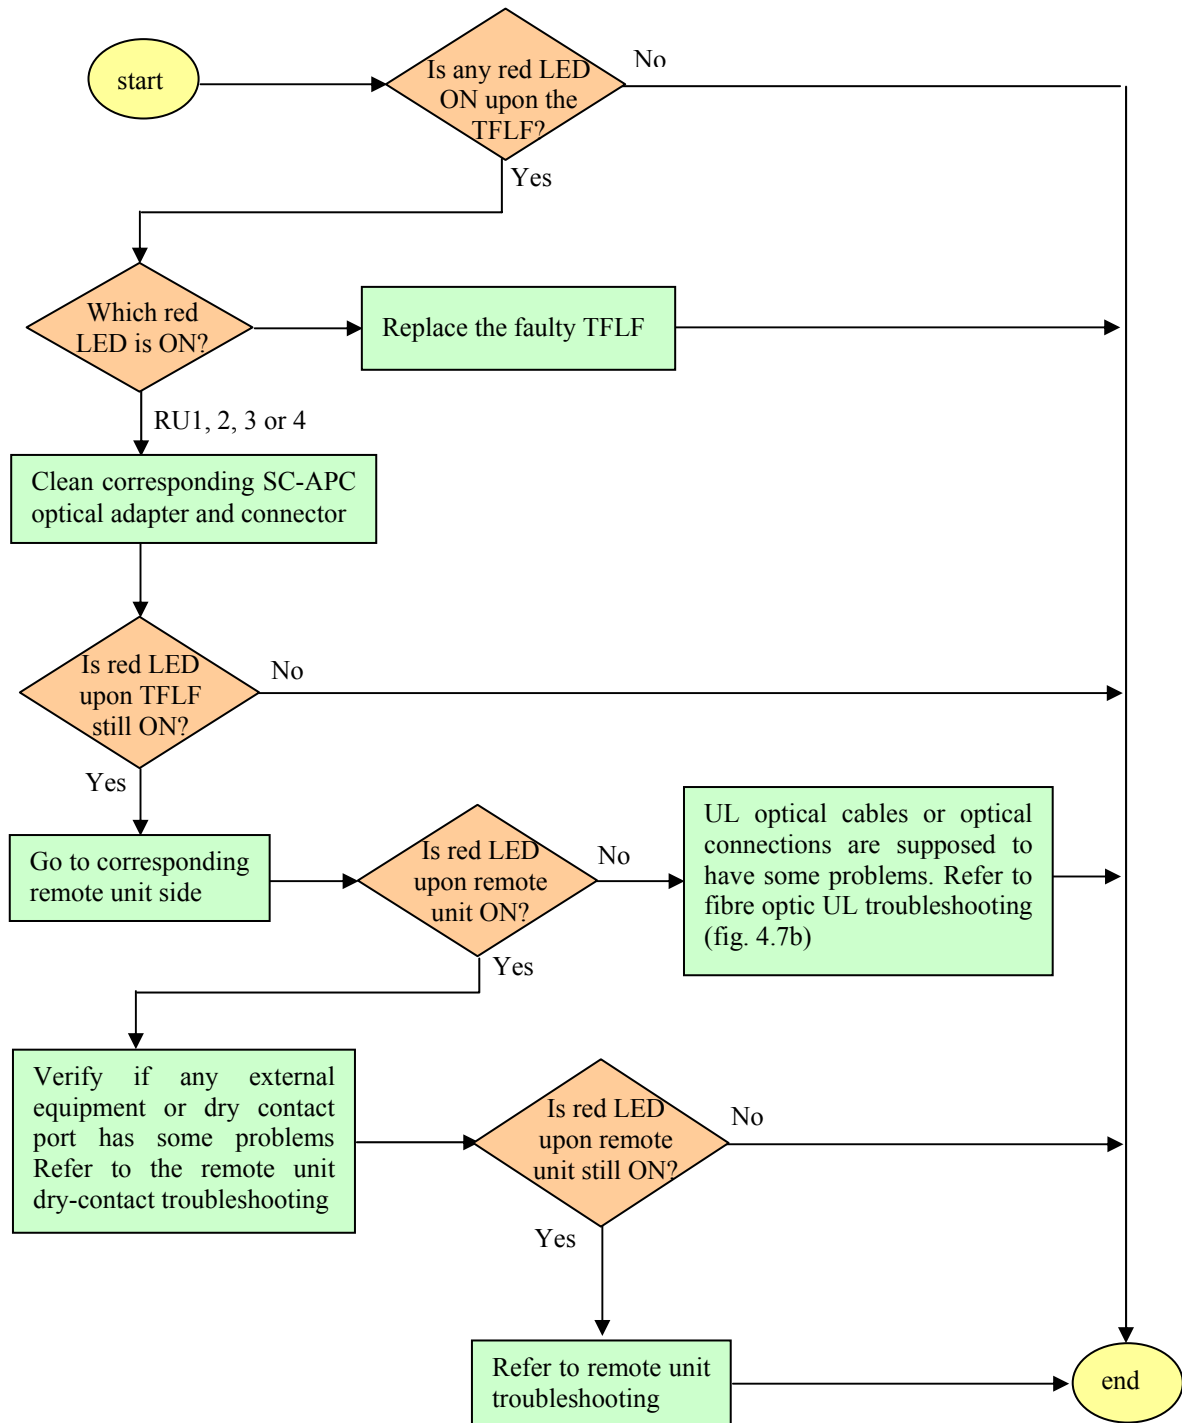 start
Is any red LED
ON upon the
TFLF?
No
Yes
Which red
LED is ON?
Replace the faulty TFLF
RU1, 2, 3 or 4
Clean corresponding SC-APC
optical adapter and connector
Is red LED
upon TFLF
still ON?
No
Yes
Go to corresponding
remote unit side
Is red LED
upon remote
unit ON?
No
UL optical cables or optical
connections are supposed to
have some problems. Refer to
fibre optic UL troubleshooting
(fig. 4.7b)
Yes
Verify if any external
equipment or dry contact
port has some problems
Refer to the remote unit
dry-contact troubleshooting
Is red LED
upon remote
unit still ON?
No
Yes
Refer to remote unit
troubleshooting
end